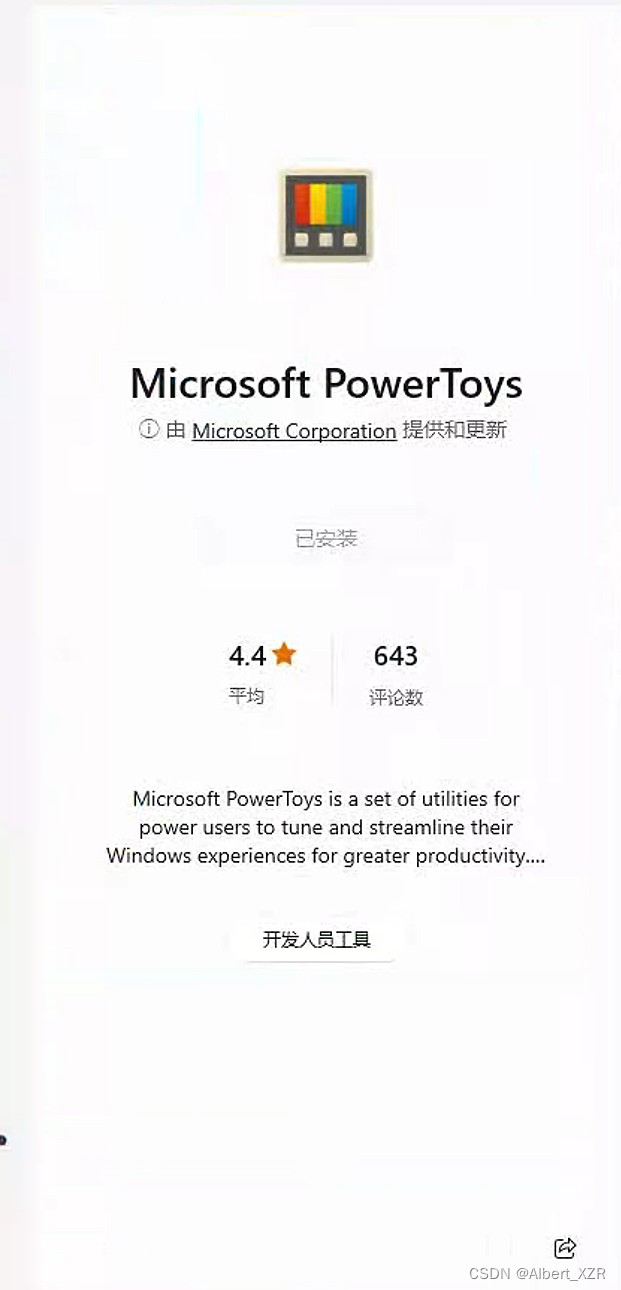 Microsoft PowerToys
由 Microsoft Corporation 提供和更新
已安装
4.4
643
平均
评论数
Microsoft PowerToys is a set of utilities for
power users to tune and streamline their
Windows experiences for greater productivity....
开发人员工具
CSDN @Albert_XZR